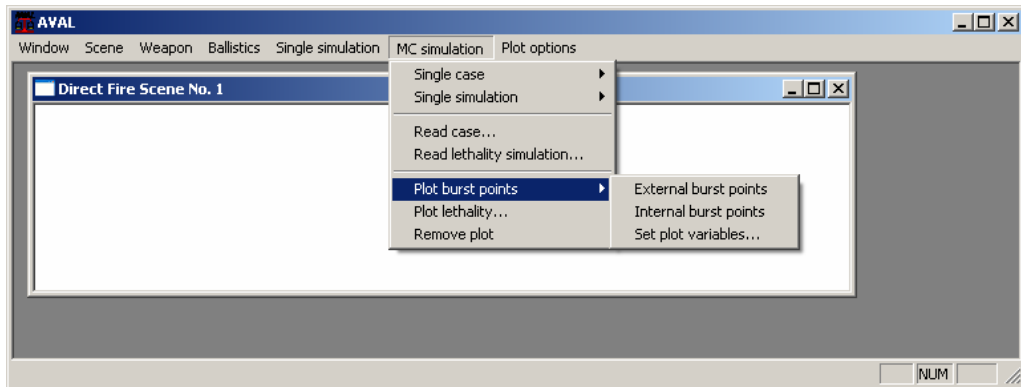 AVAL
Window Scene Weapon Ballistics Single simulation MC simulation Plot options
Direct Fire Scene No. 1
Single case
Single simulation
Read case...
Read lethality simulation...
Plot burst points
Plot lethality...
Remove plot
External burst points
Internal burst points
Set plot variables...
NUM